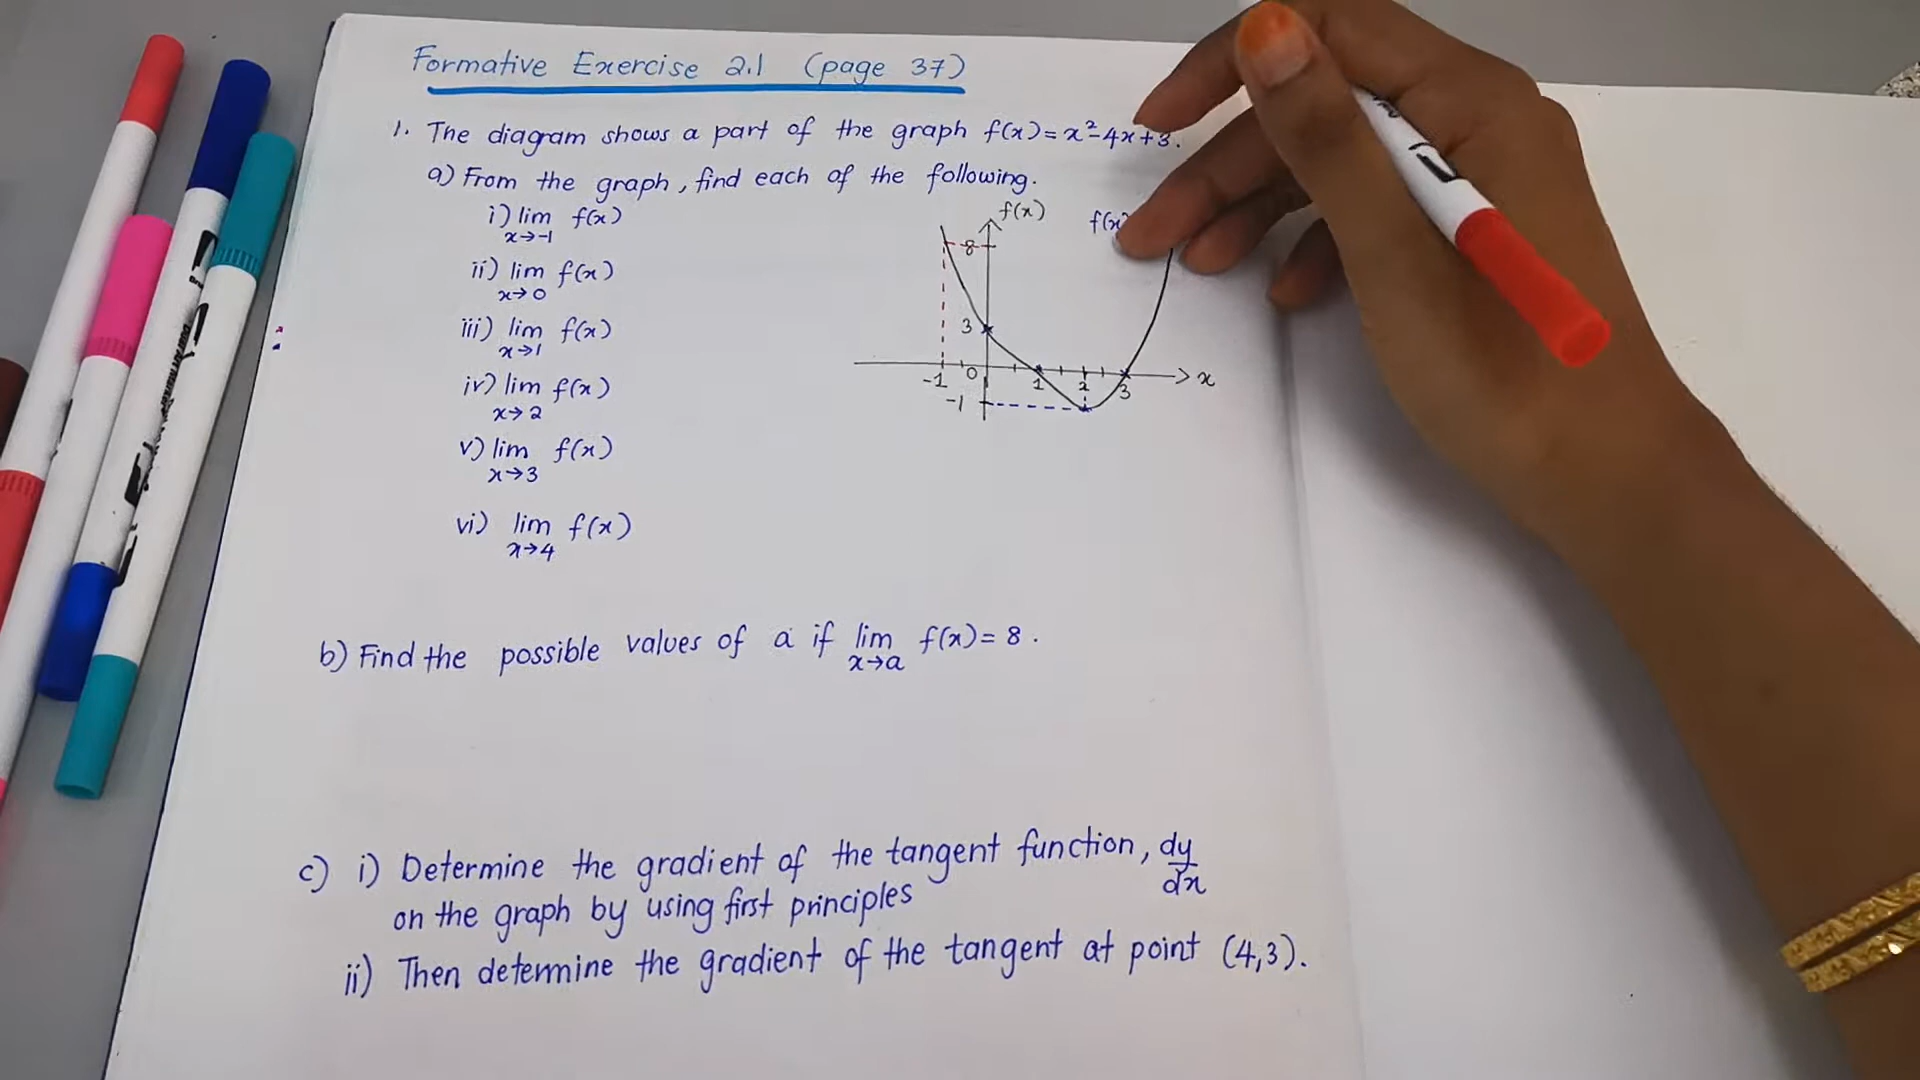 Formative Exercise 2.1 (page 37)
1. The diagram shows a part of the graph f(x) = x²-4x+3.
a) From the graph, find each of the following.
i) lim f(x)
x→-1
ii) lim f(x)
x→0
iii) lim f(x)
x→1
iv) lim f(x)
x→2
v) lim f(x)
x→3
vi) lim f(x)
x→4
f(x)
f(x)
8
3
-1 0 1 2 3 x
-1
b) Find the possible values of a if lim f(x) = 8.
x→a
c) i) Determine the gradient of the tangent function, dy
dx
on the graph by using first principles
ii) Then determine the gradient of the tangent at point (4,3).